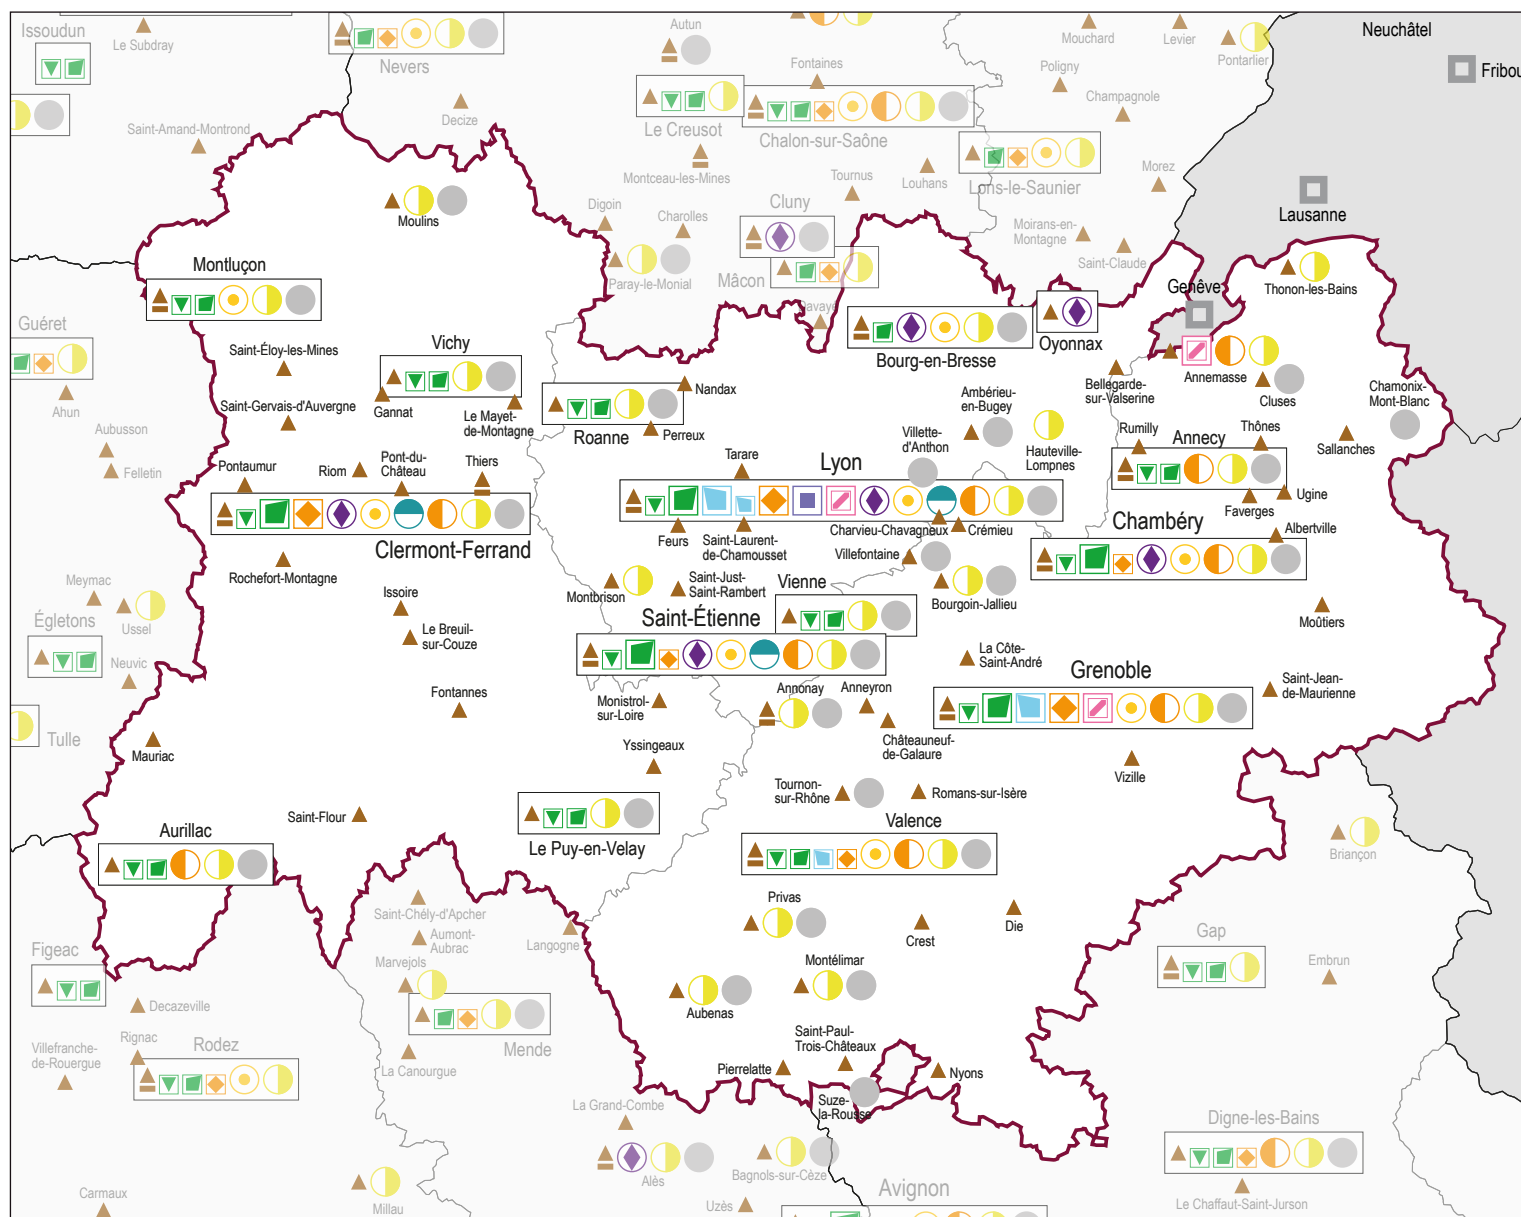 Issoudun
Le Subdray
Nevers
Autun
Fontaines
Mouchard
Levier
Pontarlier
Neuchâtel
Fribou
Poligny
Champagnole
Saint-Amand-Montrond
Decize
Le Creusot
Chalon-sur-Saône
Montceau-les-Mines
Tournus
Louhans
Lons-le-Saunier
Morez
Lausanne
Moulins
Digoin
Charolles
Cluny
Moirans-en-
Montagne
Saint-Claude
Paray-le-Monial
Mâcon
Davayé
Montluçon
Genève
Thonon-les-Bains
Guéret
Saint-Éloy-les-Mines
Vichy
Bourg-en-Bresse
Oyonnax
Annemasse
Bellegarde-
sur-Valserine
Cluses
Chamonix-
Mont-Blanc
Ahun
Saint-Gervais-d'Auvergne
Gannat
Le Mayet-
de-Montagne
Nandax
Roanne
Perreux
Ambérieu-
en-Bugey
Hauteville-
Lompnes
Rumilly
Annecy
Thônes
Sallanches
Aubusson
Felletin
Pontaumur
Riom
Pont-du-
Château
Thiers
Tarare
Lyon
Villette-
d'Anthon
Faverges
Ugine
Albertville
Chambéry
Clermont-Ferrand
Feurs
Saint-Laurent-
de-Chamousset
Charvieu-Chavagneux
Crémieu
Villefontaine
Rochefort-Montagne
Meymac
Ussel
Égletons
Neuvic
Issoire
Le Breuil-
sur-Couze
Montbrison
Saint-Just-
Saint-Rambert
Vienne
Bourgoin-Jallieu
Saint-Étienne
Moûtiers
La Côte-
Saint-André
Grenoble
Saint-Jean-
de-Maurienne
Fontannes
Monistrol-
sur-Loire
Annonay
Anneyron
Châteauneuf-
de-Galaure
Tulle
Mauriac
Yssingeaux
Vizille
Tournon-
sur-Rhône
Romans-sur-Isère
Saint-Flour
Aurillac
Le Puy-en-Velay
Valence
Briançon
Saint-Chély-d'Apcher
Aumont-
Aubrac
Langogne
Privas
Crest
Die
Gap
Embrun
Figeac
Marvejols
Decazeville
Montélimar
Aubenas
Mende
Rignac
Villefranche-
de-Rouergue
Rodez
La Canourgue
Saint-Paul-
Trois-Châteaux
Pierrelatte
Nyons
Suze-
la-Rousse
La Grand-Combe
Alès
Bagnols-sur-Cèze
Digne-les-Bains
Le Chaffaut-Saint-Jurson
Carmaux
Millau
Uzès
Avignon